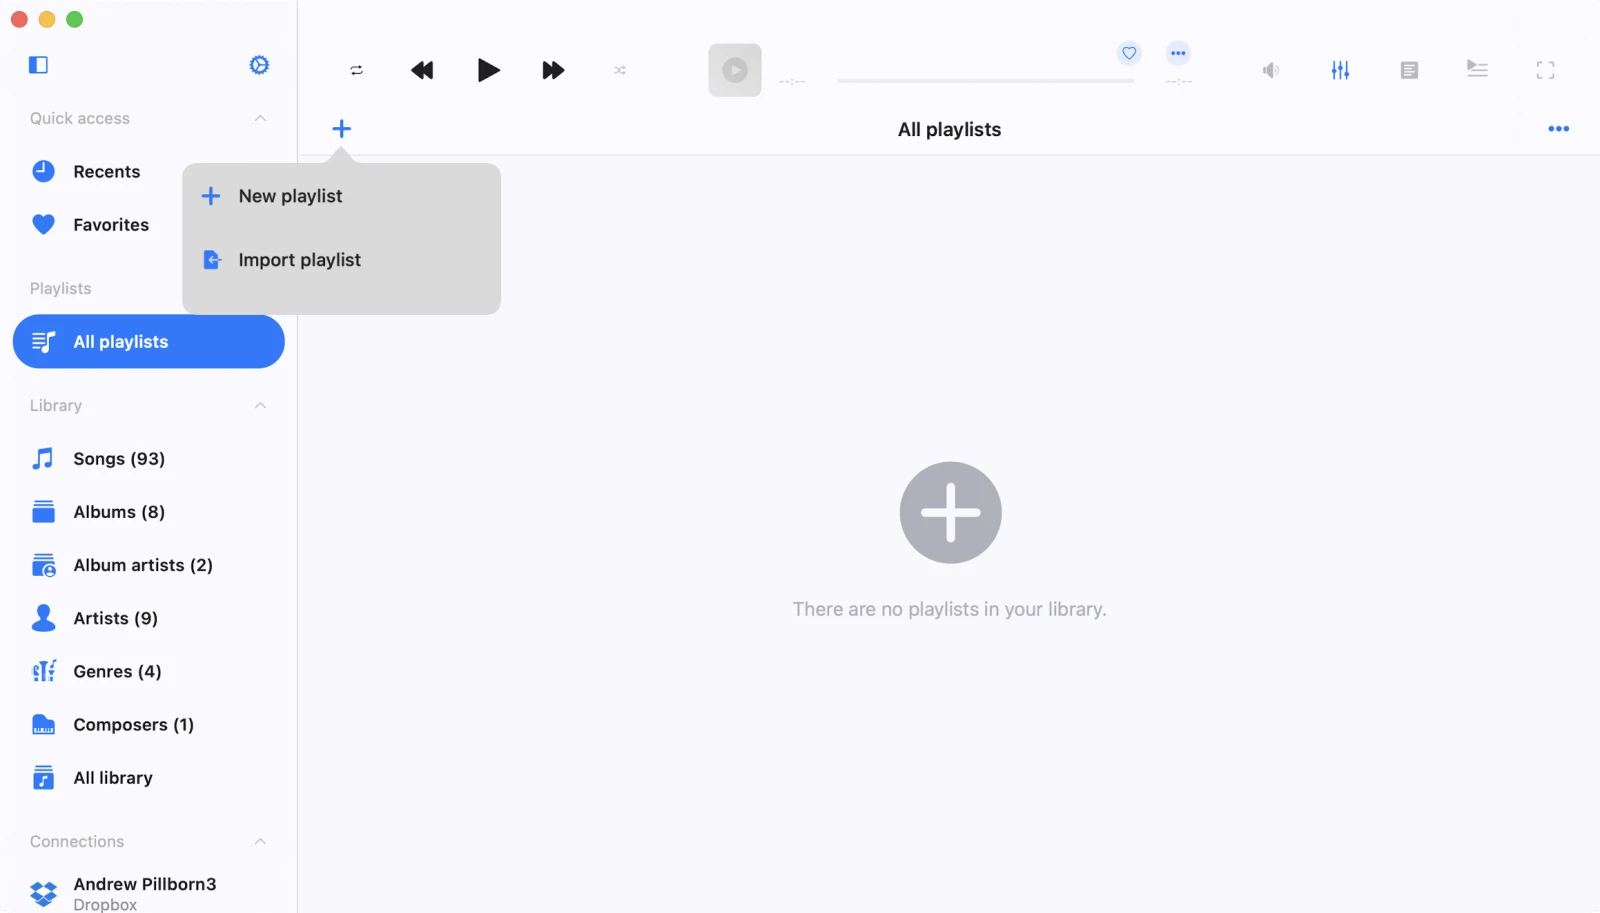 Quick access
Recents
Favorites
Playlists
All playlists
Library
Songs (93)
Albums (8)
Album artists (2)
Artists (9)
Genres (4)
Composers (1)
All library
Connections
Andrew Pillborn3
Dropbox
--:--
--:--
All playlists
New playlist
Import playlist
There are no playlists in your library.